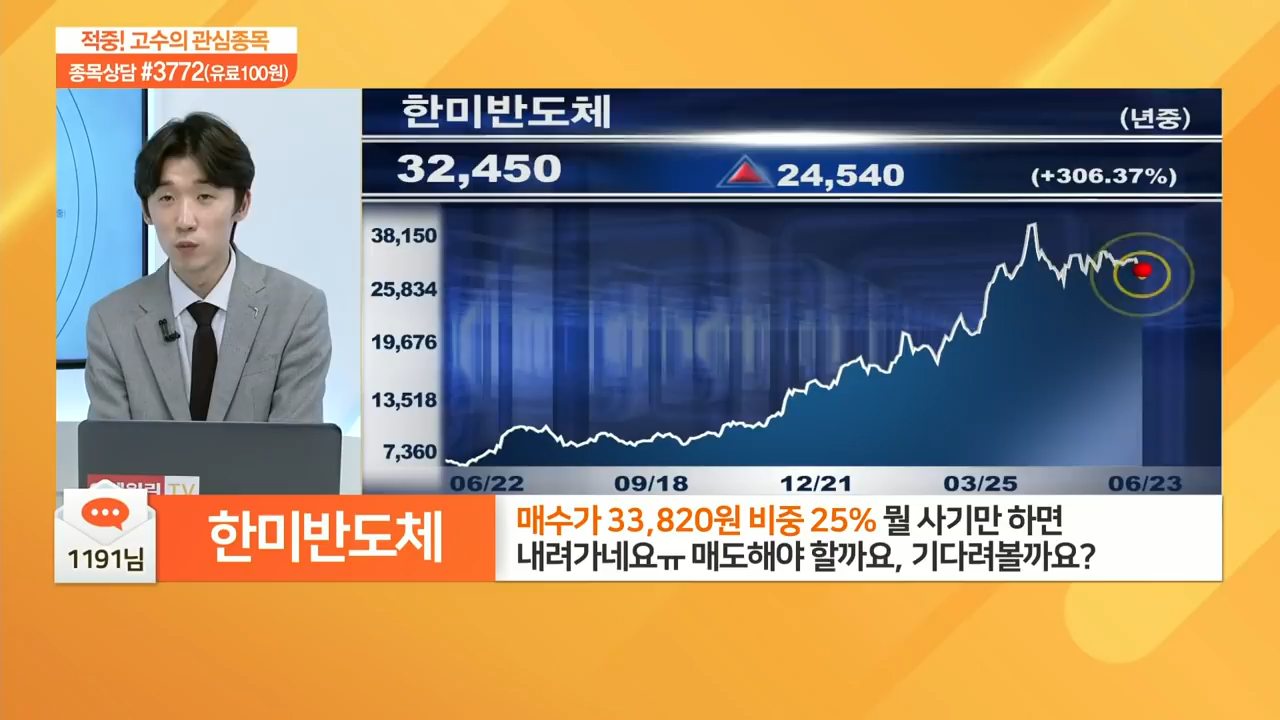 적중! 고수의 관심종목
종목상담 #3772(유료100원)
한미반도체
(년중)
32,450 24,540 (+306.37%)
38,150
25,834
19,676
13,518
7,360
06/22 09/18 12/21 03/25 06/23
TV
1191님
한미반도체
매수가 33,820원 비중 25% 뭘 사기만 하면
내려가네요ㅠ 매도해야 할까요, 기다려볼까요?